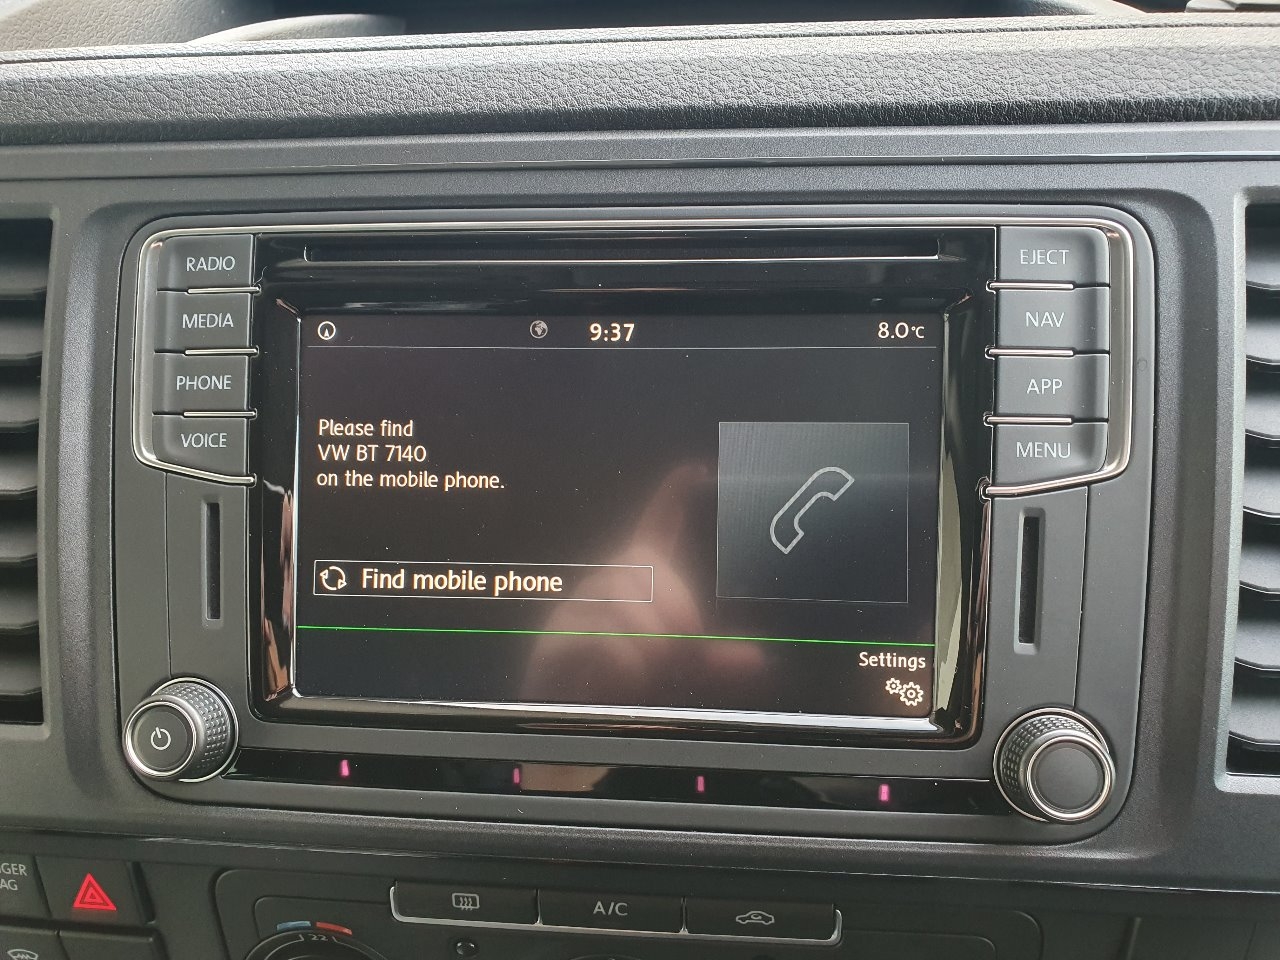 RADIO
MEDIA
PHONE
VOICE
EJECT
NAV
APP
MENU
9:37
8.0°C
Please find
VW BT 7140
on the mobile phone.
Find mobile phone
Settings
A/C
22